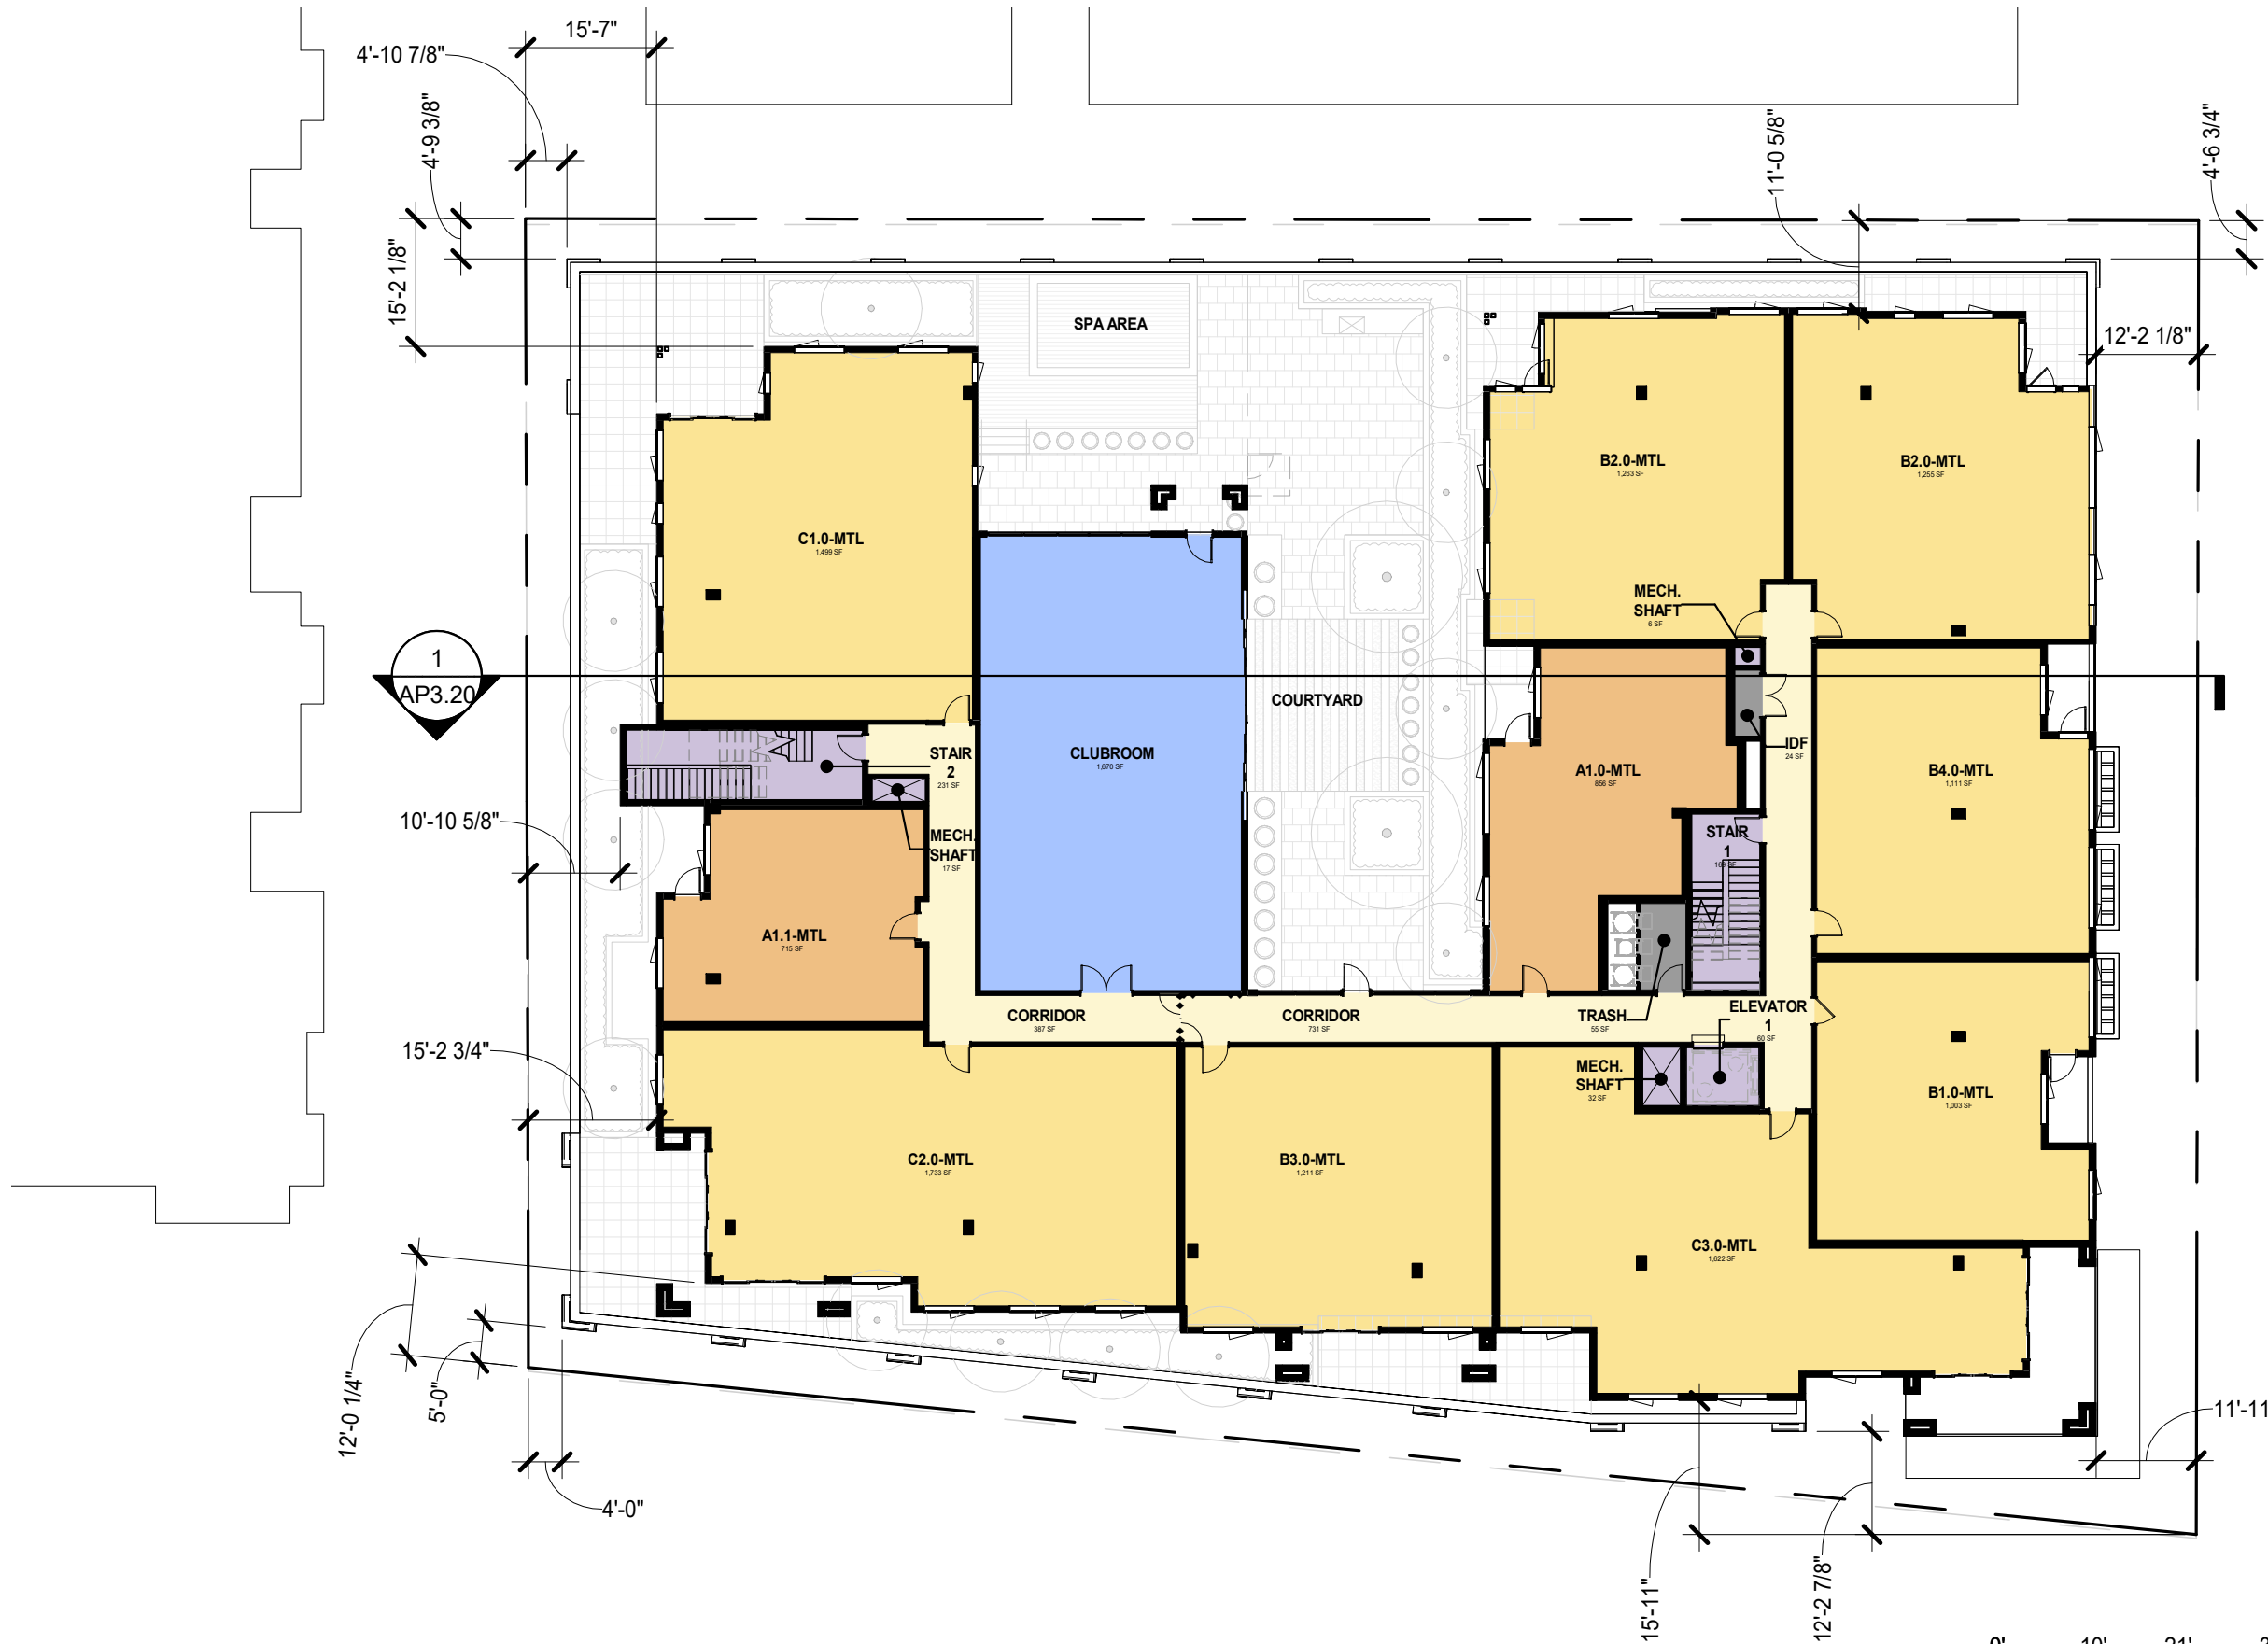 15'-7"
4'-10 7/8"
4'-9 3/8"
15'-2 1/8"
11'-0 5/8"
4'-6 3/4"
12'-2 1/8"
SPA AREA
B2.0-MTL
1,263 SF
B2.0-MTL
1,255 SF
C1.0-MTL
1,499 SF
MECH.
SHAFT
6 SF
1
AP3.20
COURTYARD
STAIR
2
231 SF
CLUBROOM
1,670 SF
A1.0-MTL
856 SF
IDF
24 SF
B4.0-MTL
1,111 SF
10'-10 5/8"
MECH.
SHAFT
17 SF
STAIR
1
169 SF
A1.1-MTL
715 SF
CORRIDOR
387 SF
CORRIDOR
731 SF
TRASH
55 SF
ELEVATOR
1
60 SF
15'-2 3/4"
MECH.
SHAFT
32 SF
B1.0-MTL
1,003 SF
C2.0-MTL
1,733 SF
B3.0-MTL
1,211 SF
C3.0-MTL
1,622 SF
12'-0 1/4"
5'-0"
4'-0"
11'-11
15'-11"
12'-2 7/8"